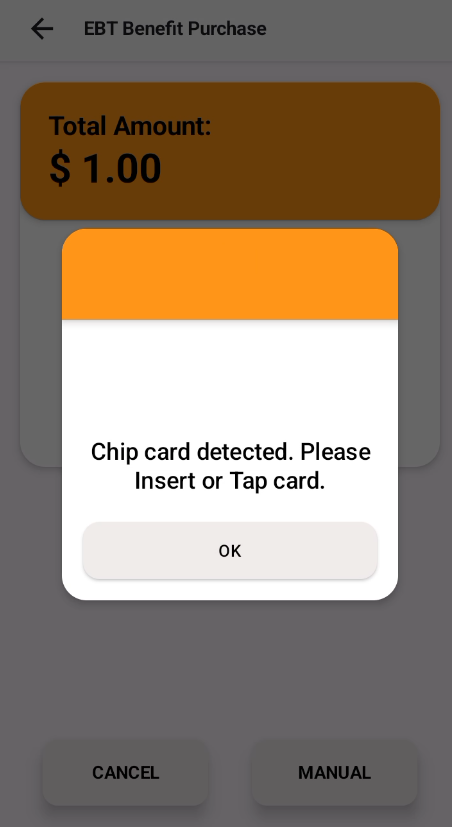 EBT Benefit Purchase
Total Amount:
$ 1.00
Chip card detected. Please
Insert or Tap card.
OK
CANCEL
MANUAL